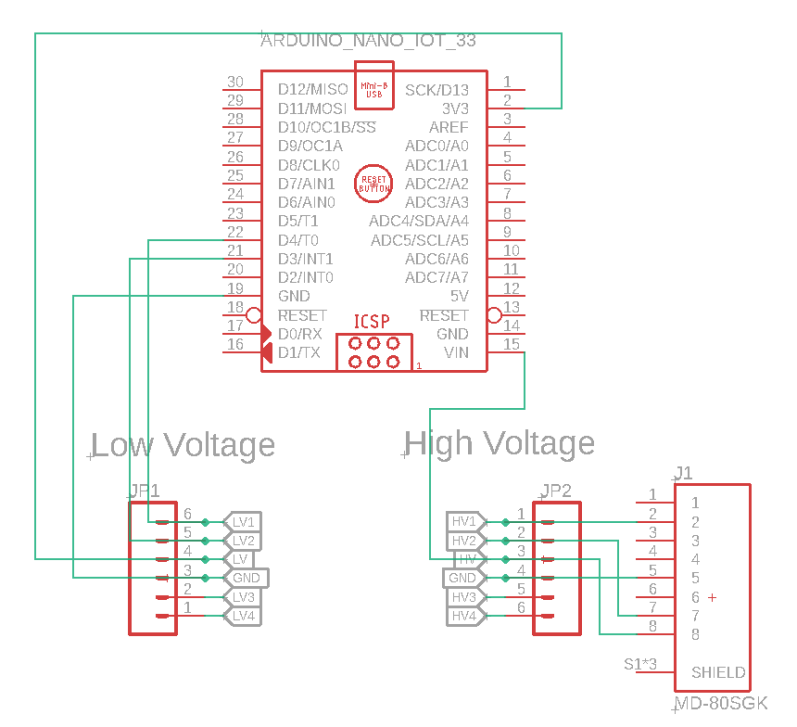 ARDUINO_NANO_IOT_33
30 D12/MISO Mini-B USB SCK/D13 1
29 D11/MOSI 3V3 2
28 D10/OC1B/SS AREF 3
27 D9/OC1A ADC0/A0 4
26 D8/CLK0 ADC1/A1 5
25 D7/AIN1 RESET BUTTON ADC2/A2 6
24 D6/AIN0 ADC3/A3 7
23 D5/T1 ADC4/SDA/A4 8
22 D4/T0 ADC5/SCL/A5 9
21 D3/INT1 ADC6/A6 10
20 D2/INT0 ADC7/A7 11
19 GND 5V 12
18 RESET ICSP RESET 13
17 D0/RX GND 14
16 D1/TX 1 VIN 15
Low Voltage
High Voltage
JP1
6 LV1
5 LV2
4 LV
3 GND
2 LV3
1 LV4
JP2
HV1 1
HV2 2
HV 3
GND 4
HV3 5
HV4 6
J1
1 1
2 2
3 3
4 4
5 5
6 6
7 7
8 8
S1*3 SHIELD
MD-80SGK